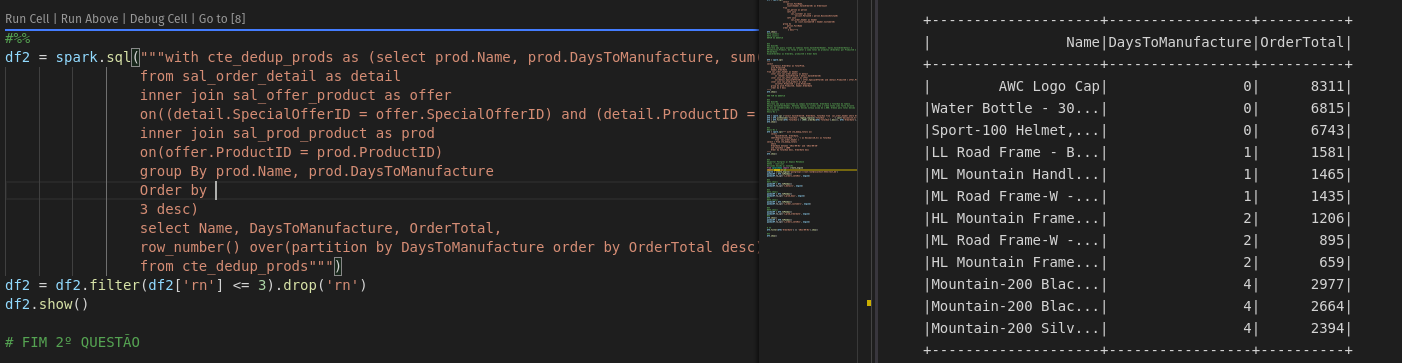 Run Cell | Run Above | Debug Cell | Go to [8]
#%%
df2 = spark.sql("""with cte_dedup_prods as (select prod.Name, prod.DaysToManufacture, sum
from sal_order_detail as detail
inner join sal_offer_product as offer
on((detail.SpecialOfferID = offer.SpecialOfferID) and (detail.ProductID =
inner join sal_prod_product as prod
on(offer.ProductID = prod.ProductID)
group By prod.Name, prod.DaysToManufacture
Order by
3 desc)
select Name, DaysToManufacture, OrderTotal,
row_number() over(partition by DaysToManufacture order by OrderTotal desc)
from cte_dedup_prods""")
df2 = df2.filter(df2['rn'] <= 3).drop('rn')
df2.show()
# FIM 2º QUESTÃO
+--------------------+-----------------+----------+
|                Name|DaysToManufacture|OrderTotal|
+--------------------+-----------------+----------+
|        AWC Logo Cap|                0|      8311|
|Water Bottle - 30...|                0|      6815|
|Sport-100 Helmet,...|                0|      6743|
|LL Road Frame - B...|                1|      1581|
|ML Mountain Handl...|                1|      1465|
|ML Road Frame-W -...|                1|      1435|
|HL Mountain Frame...|                2|      1206|
|ML Road Frame-W -...|                2|       895|
|HL Mountain Frame...|                2|       659|
|Mountain-200 Blac...|                4|      2977|
|Mountain-200 Blac...|                4|      2664|
|Mountain-200 Silv...|                4|      2394|
+--------------------+-----------------+----------+